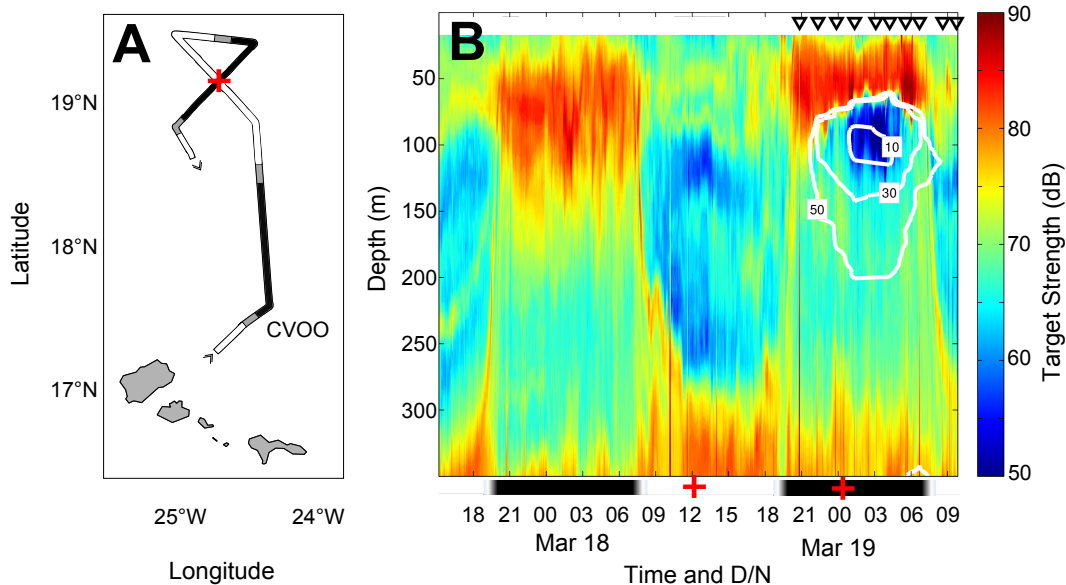 A
19°N
18°N
17°N
Latitude
CVOO
25°W
24°W
Longitude
B
50
100
150
200
250
300
Depth (m)
10
30
50
18
21
00
03
06
09
12
15
18
21
00
03
06
09
Mar 18
Mar 19
Time and D/N
90
80
70
60
50
Target Strength (dB)